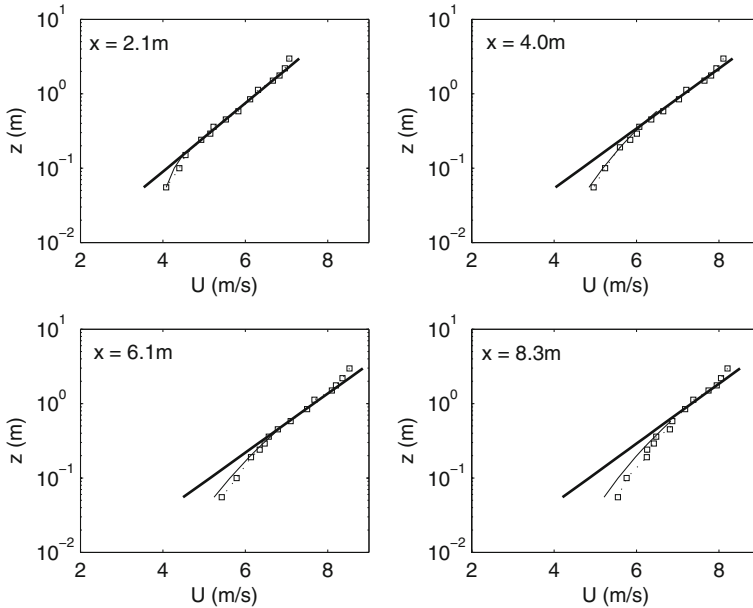 x = 2.1m
10^1
10^0
10^-1
10^-2
z (m)
2 4 6 8
U (m/s)
x = 4.0m
10^1
10^0
10^-1
10^-2
z (m)
2 4 6 8
U (m/s)
x = 6.1m
10^1
10^0
10^-1
10^-2
z (m)
2 4 6 8
U (m/s)
x = 8.3m
10^1
10^0
10^-1
10^-2
z (m)
2 4 6 8
U (m/s)